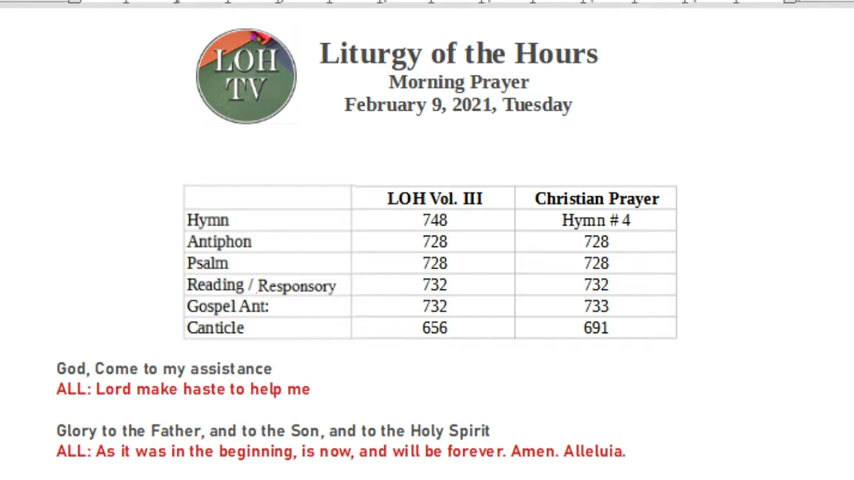 LOH
TV
Liturgy of the Hours
Morning Prayer
February 9, 2021, Tuesday
LOH Vol. III Christian Prayer
Hymn 748 Hymn # 4
Antiphon 728 728
Psalm 728 728
Reading / Responsory 732 732
Gospel Ant: 732 733
Canticle 656 691
God, Come to my assistance
ALL: Lord make haste to help me
Glory to the Father, and to the Son, and to the Holy Spirit
ALL: As it was in the beginning, is now, and will be forever. Amen. Alleluia.